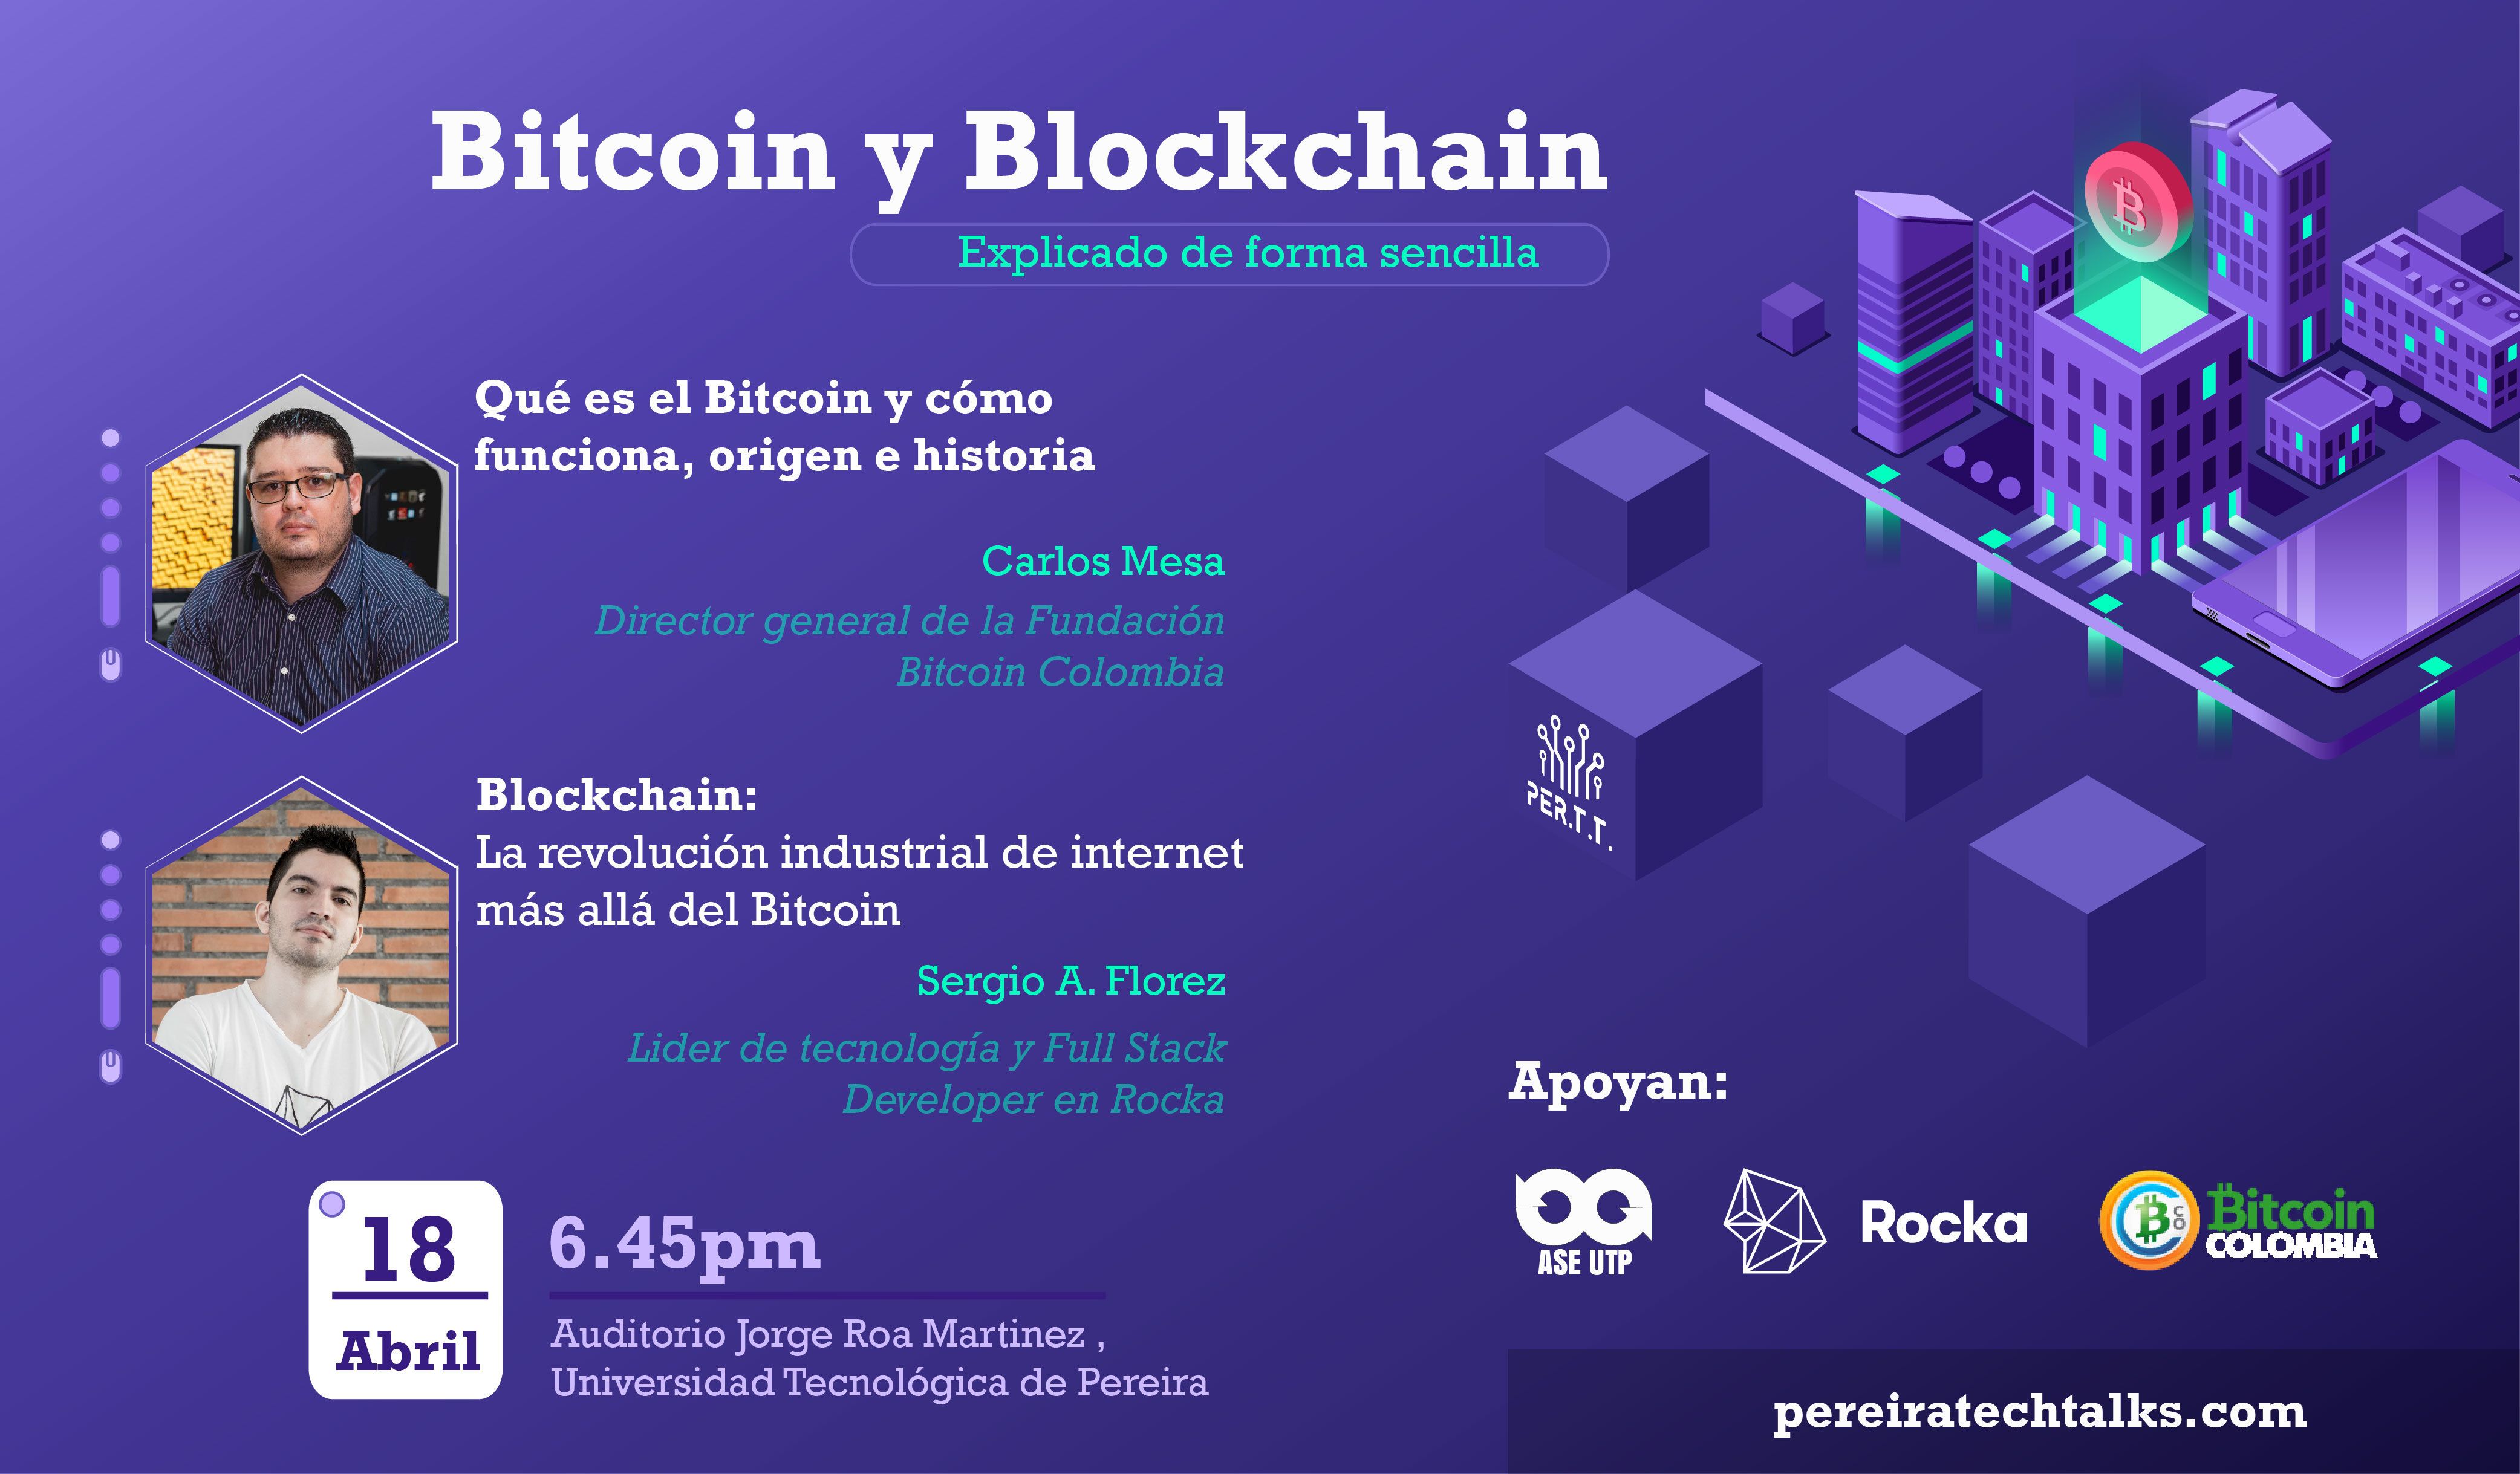 Bitcoin y Blockchain
Explicado de forma sencilla
Qué es el Bitcoin y cómo
funciona, origen e historia
Carlos Mesa
Director general de la Fundación
Bitcoin Colombia
Blockchain:
La revolución industrial de internet
más allá del Bitcoin
Sergio A. Florez
Lider de tecnología y Full Stack
Developer en Rocka
18
Abril
6.45pm
Auditorio Jorge Roa Martinez ,
Universidad Tecnológica de Pereira
PER.T.T.
Apoyan:
ASE UTP
Rocka
CO
Bitcoin
COLOMBIA
pereiratechtalks.com